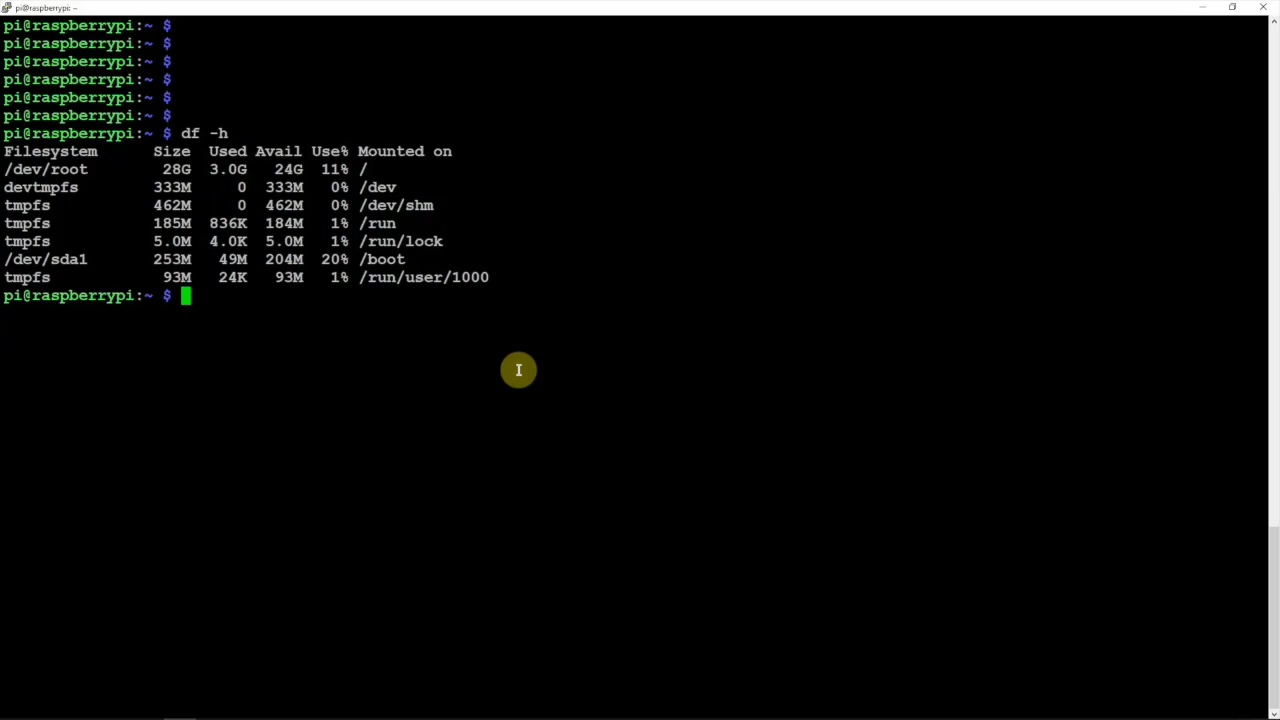 pi@raspberrypi: ~
pi@raspberrypi:~ $
pi@raspberrypi:~ $
pi@raspberrypi:~ $
pi@raspberrypi:~ $
pi@raspberrypi:~ $
pi@raspberrypi:~ $
pi@raspberrypi:~ $ df -h
Filesystem      Size  Used Avail Use% Mounted on
/dev/root        28G  3.0G   24G  11% /
devtmpfs        333M     0  333M   0% /dev
tmpfs           462M     0  462M   0% /dev/shm
tmpfs           185M  836K  184M   1% /run
tmpfs           5.0M  4.0K  5.0M   1% /run/lock
/dev/sda1       253M   49M  204M  20% /boot
tmpfs            93M   24K   93M   1% /run/user/1000
pi@raspberrypi:~ $